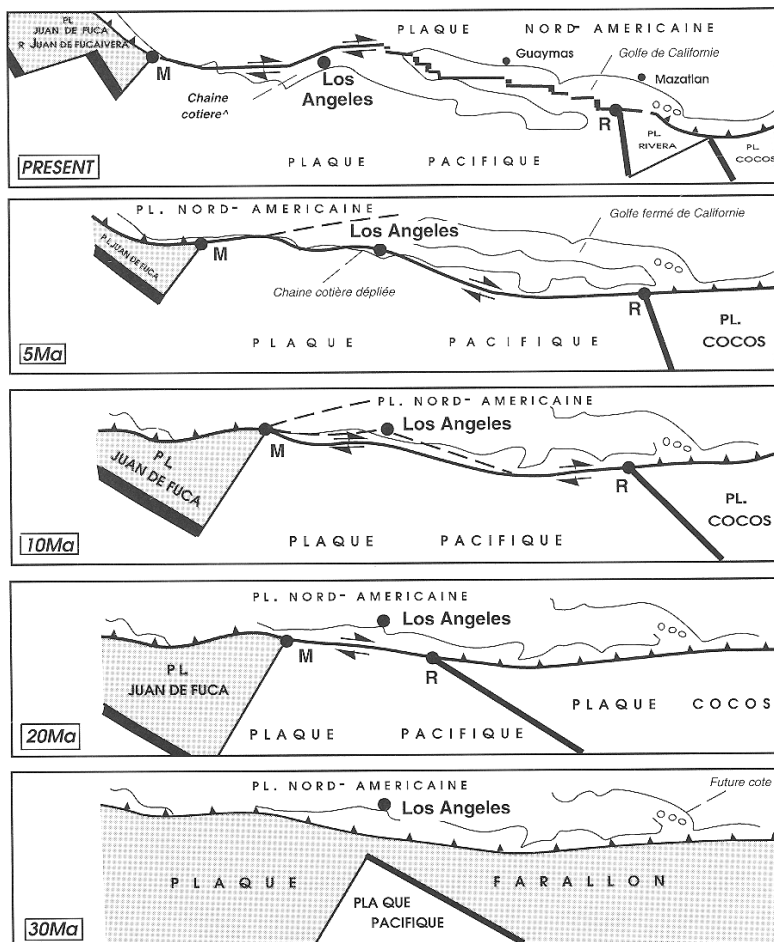 PLAQUE NORD-AMERICAINE
PL
JUAN DE FUCA
R JUAN DE FUCAIVERA
M
Los
Angeles
Chaine
cotiere^
Guaymas
Golfe de Californie
Mazatlan
R
PL.
RIVERA
PL
COCOS
PLAQUE PACIFIQUE
PRESENT
PL. NORD-AMERICAINE
Los Angeles
Golfe fermé de Californie
PL JUAN DE FUCA
M
Chaine cotière dépliée
R
PL.
COCOS
PLAQUE PACIFIQUE
5Ma
PL. NORD-AMERICAINE
Los Angeles
M
PL
JUAN DE FUCA
R
PL.
COCOS
PLAQUE PACIFIQUE
10Ma
PL. NORD-AMERICAINE
Los Angeles
M
PL
JUAN DE FUCA
R
PLAQUE COCOS
PLAQUE PACIFIQUE
20Ma
PL. NORD-AMERICAINE
Future cote
Los Angeles
PLAQUE FARALLON
PLA QUE
PACIFIQUE
30Ma